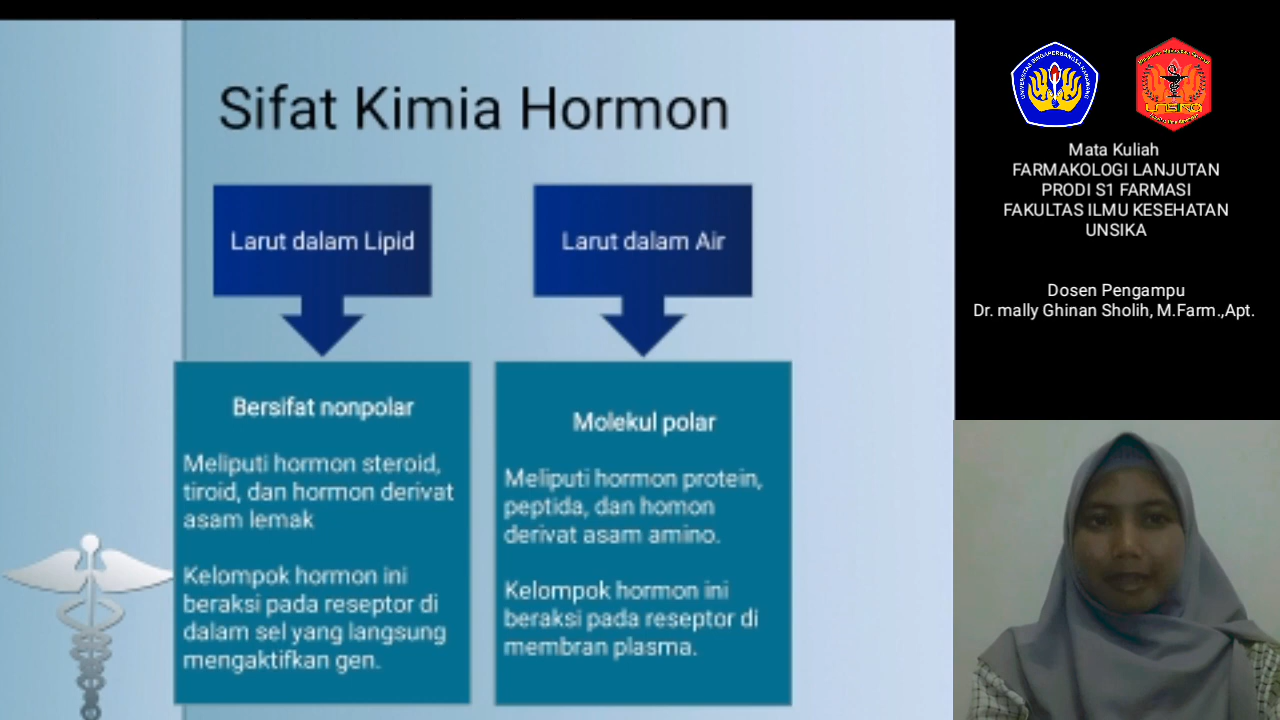 Sifat Kimia Hormon
Larut dalam Lipid
Larut dalam Air
Bersifat nonpolar
Meliputi hormon steroid,
tiroid, dan hormon derivat
asam lemak
Kelompok hormon ini
beraksi pada reseptor di
dalam sel yang langsung
mengaktifkan gen.
Molekul polar
Meliputi hormon protein,
peptida, dan homon
derivat asam amino.
Kelompok hormon ini
beraksi pada reseptor di
membran plasma.
UNSIKA
Mata Kuliah
FARMAKOLOGI LANJUTAN
PRODI S1 FARMASI
FAKULTAS ILMU KESEHATAN
UNSIKA
Dosen Pengampu
Dr. mally Ghinan Sholih, M.Farm.,Apt.